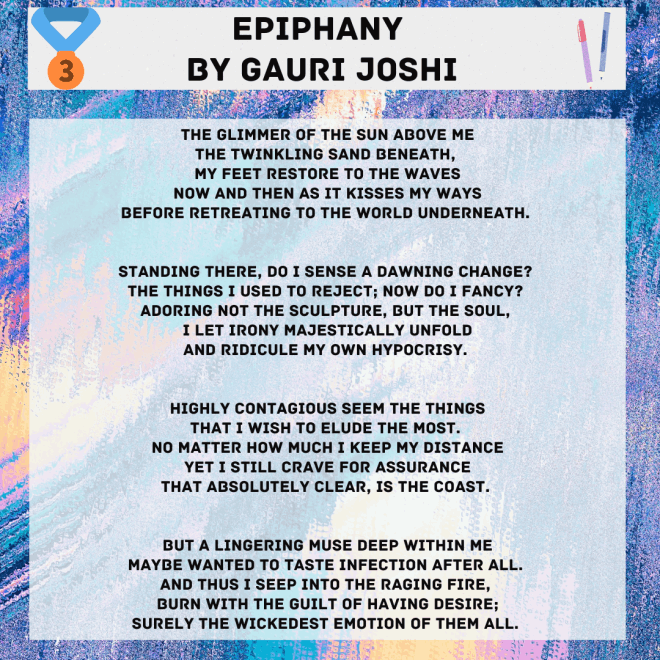 EPIPHANY
BY GAURI JOSHI
3
THE GLIMMER OF THE SUN ABOVE ME
THE TWINKLING SAND BENEATH,
MY FEET RESTORE TO THE WAVES
NOW AND THEN AS IT KISSES MY WAYS
BEFORE RETREATING TO THE WORLD UNDERNEATH.
STANDING THERE, DO I SENSE A DAWNING CHANGE?
THE THINGS I USED TO REJECT; NOW DO I FANCY?
ADORING NOT THE SCULPTURE, BUT THE SOUL,
I LET IRONY MAJESTICALLY UNFOLD
AND RIDICULE MY OWN HYPOCRISY.
HIGHLY CONTAGIOUS SEEM THE THINGS
THAT I WISH TO ELUDE THE MOST.
NO MATTER HOW MUCH I KEEP MY DISTANCE
YET I STILL CRAVE FOR ASSURANCE
THAT ABSOLUTELY CLEAR, IS THE COAST.
BUT A LINGERING MUSE DEEP WITHIN ME
MAYBE WANTED TO TASTE INFECTION AFTER ALL.
AND THUS I SEEP INTO THE RAGING FIRE,
BURN WITH THE GUILT OF HAVING DESIRE;
SURELY THE WICKEDEST EMOTION OF THEM ALL.